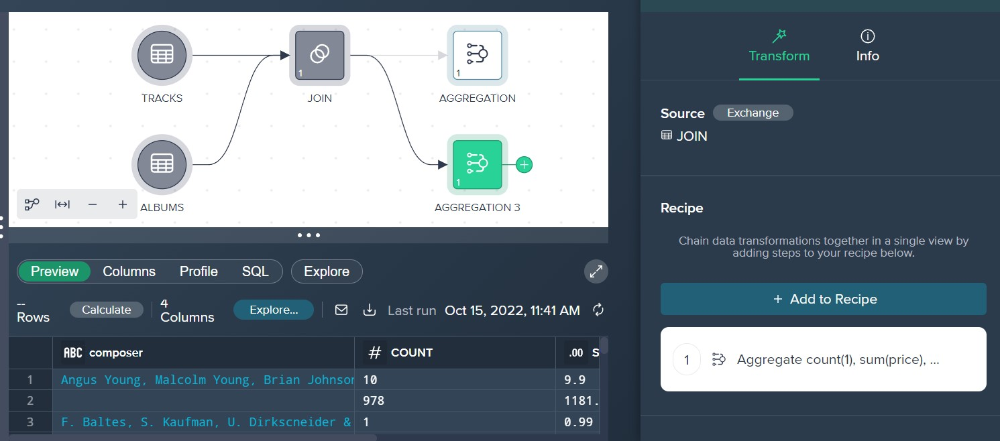 TRACKS
1
JOIN
1
AGGREGATION
ALBUMS
1
AGGREGATION 3
Preview Columns Profile SQL Explore
--
Rows
Calculate
4
Columns
Explore...
Last run Oct 15, 2022, 11:41 AM
ABC composer # COUNT .00 S
1 Angus Young, Malcolm Young, Brian Johnson 10 9.9
2 978 1181.
3 F. Baltes, S. Kaufman, U. Dirkscneider & 1 0.99
Transform
Info
Source Exchange
JOIN
Recipe
Chain data transformations together in a single view by
adding steps to your recipe below.
+ Add to Recipe
1 Aggregate count(1), sum(price), ...